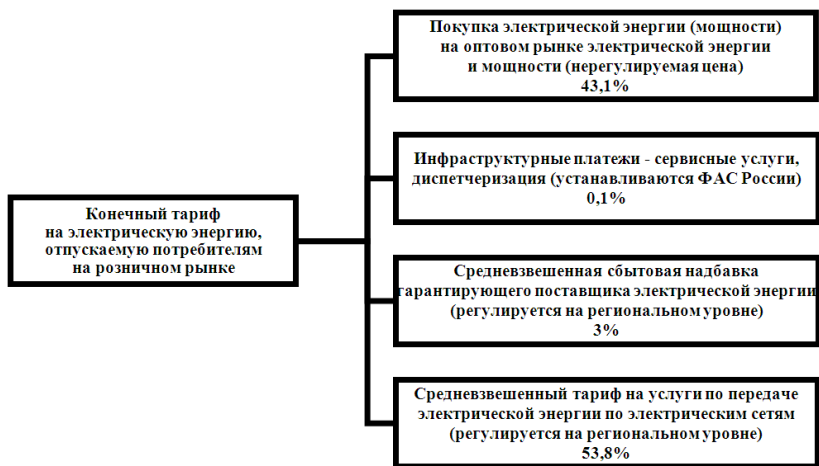 Покупка электрической энергии (мощности)
на оптовом рынке электрической энергии
и мощности (нерегулируемая цена)
43,1%
Инфраструктурные платежи - сервисные услуги,
диспетчеризация (устанавливаются ФАС России)
0,1%
Конечный тариф
на электрическую энергию,
отпускаемую потребителям
на розничном рынке
Средневзвешенная сбытовая надбавка
гарантирующего поставщика электрической энергии
(регулируется на региональном уровне)
3%
Средневзвешенный тариф на услуги по передаче
электрической энергии по электрическим сетям
(регулируется на региональном уровне)
53,8%